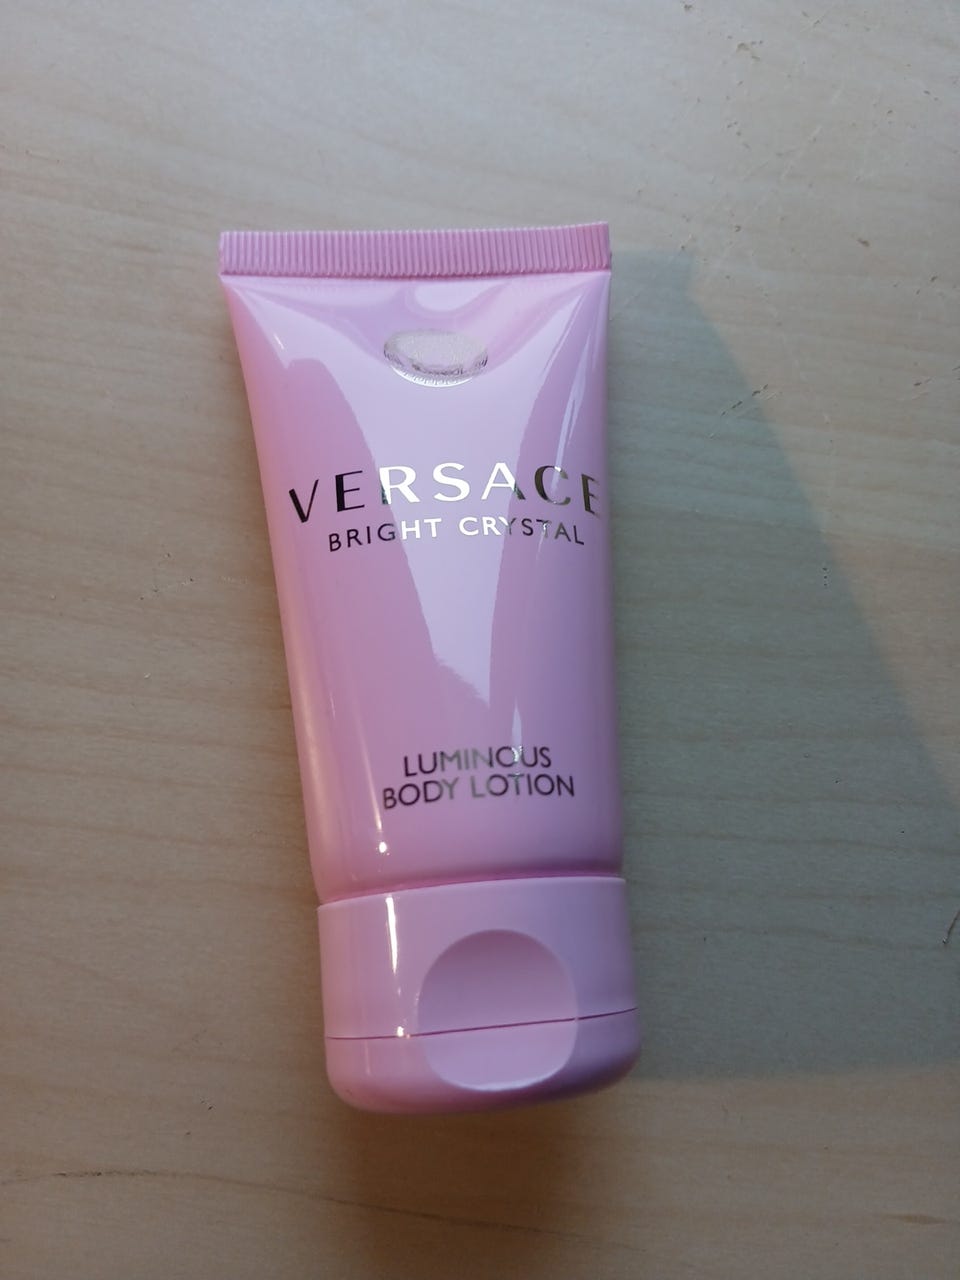 VERSACE
BRIGHT CRYSTAL
LUMINOUS
BODY LOTION